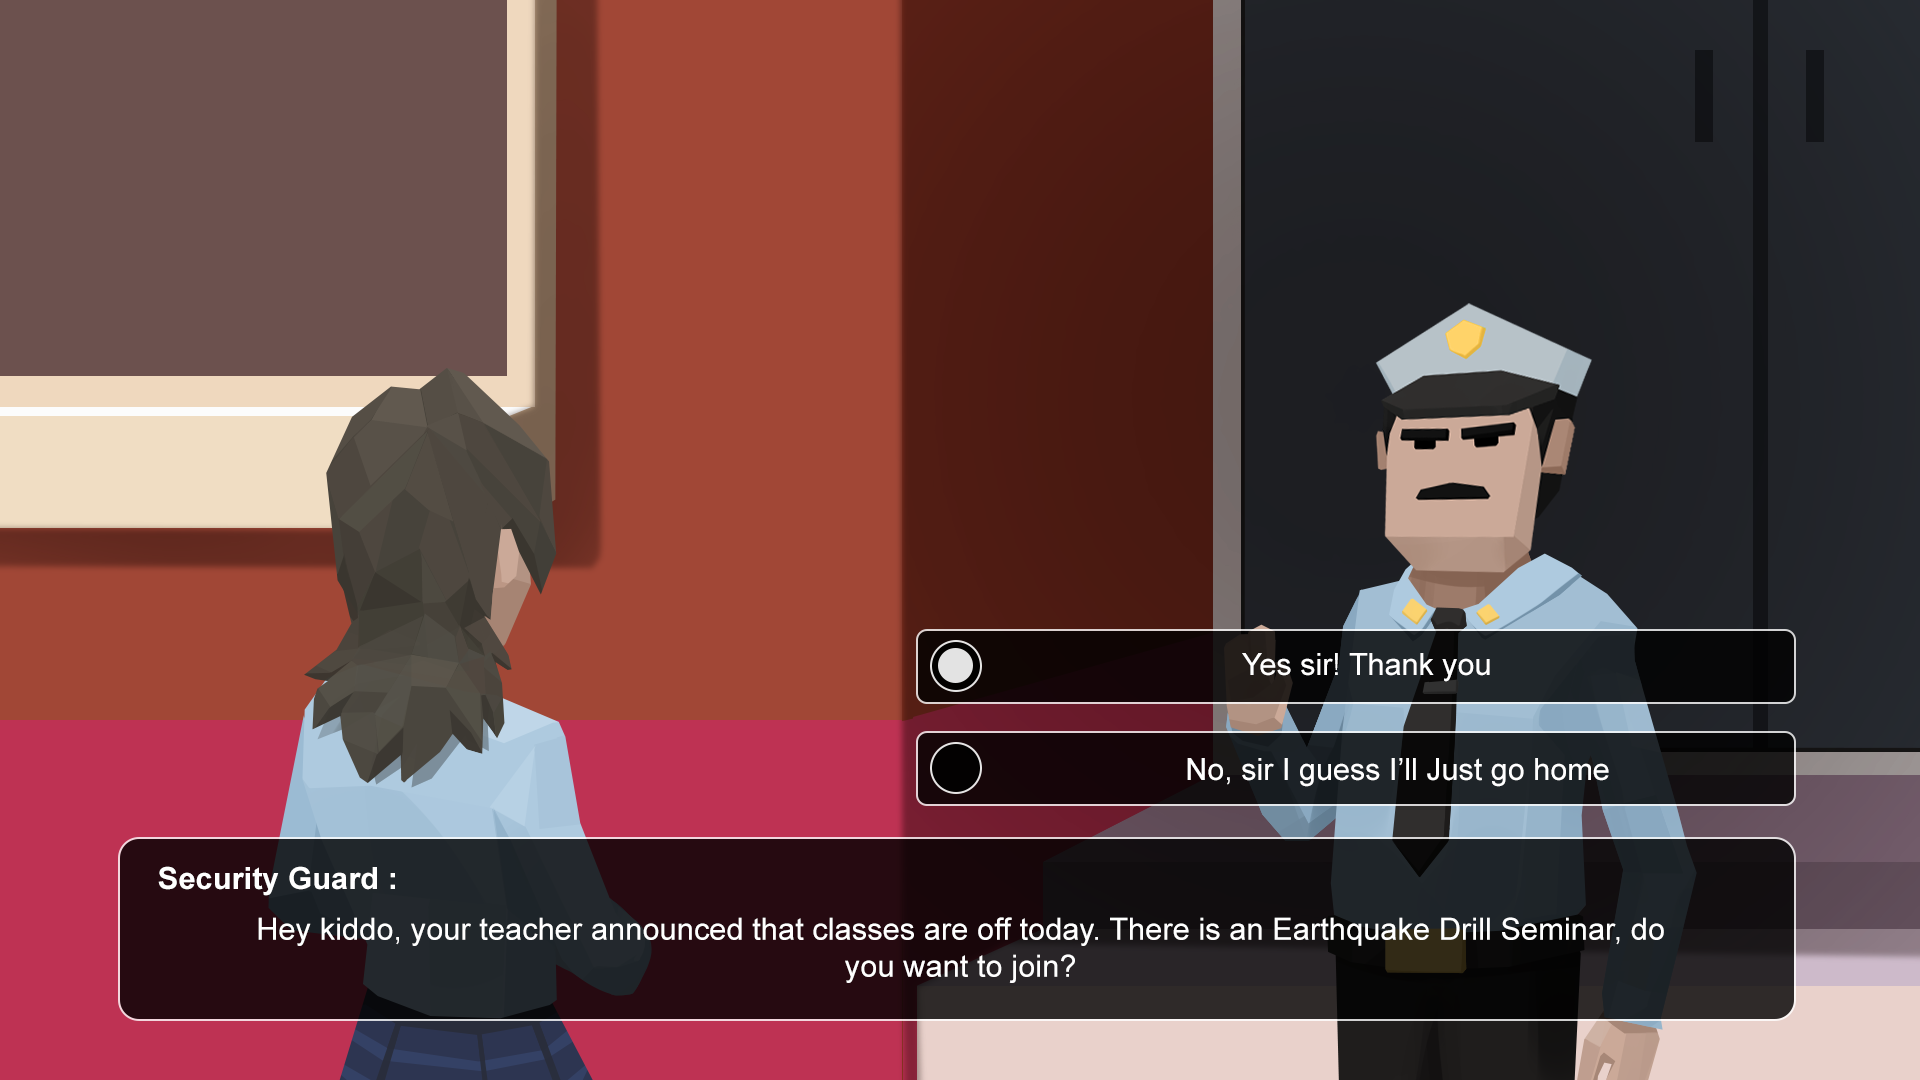 Yes sir! Thank you
No, sir I guess I’ll Just go home
Security Guard :
Hey kiddo, your teacher announced that classes are off today. There is an Earthquake Drill Seminar, do
you want to join?